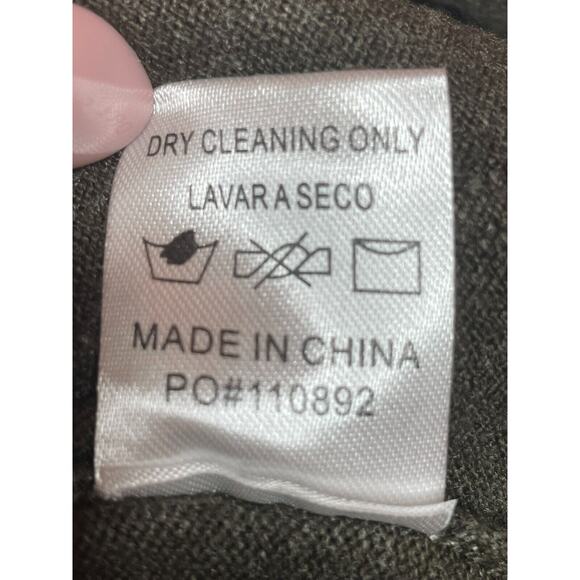 DRY CLEANING ONLY
LAVAR A SECO
MADE IN CHINA
PO#110892